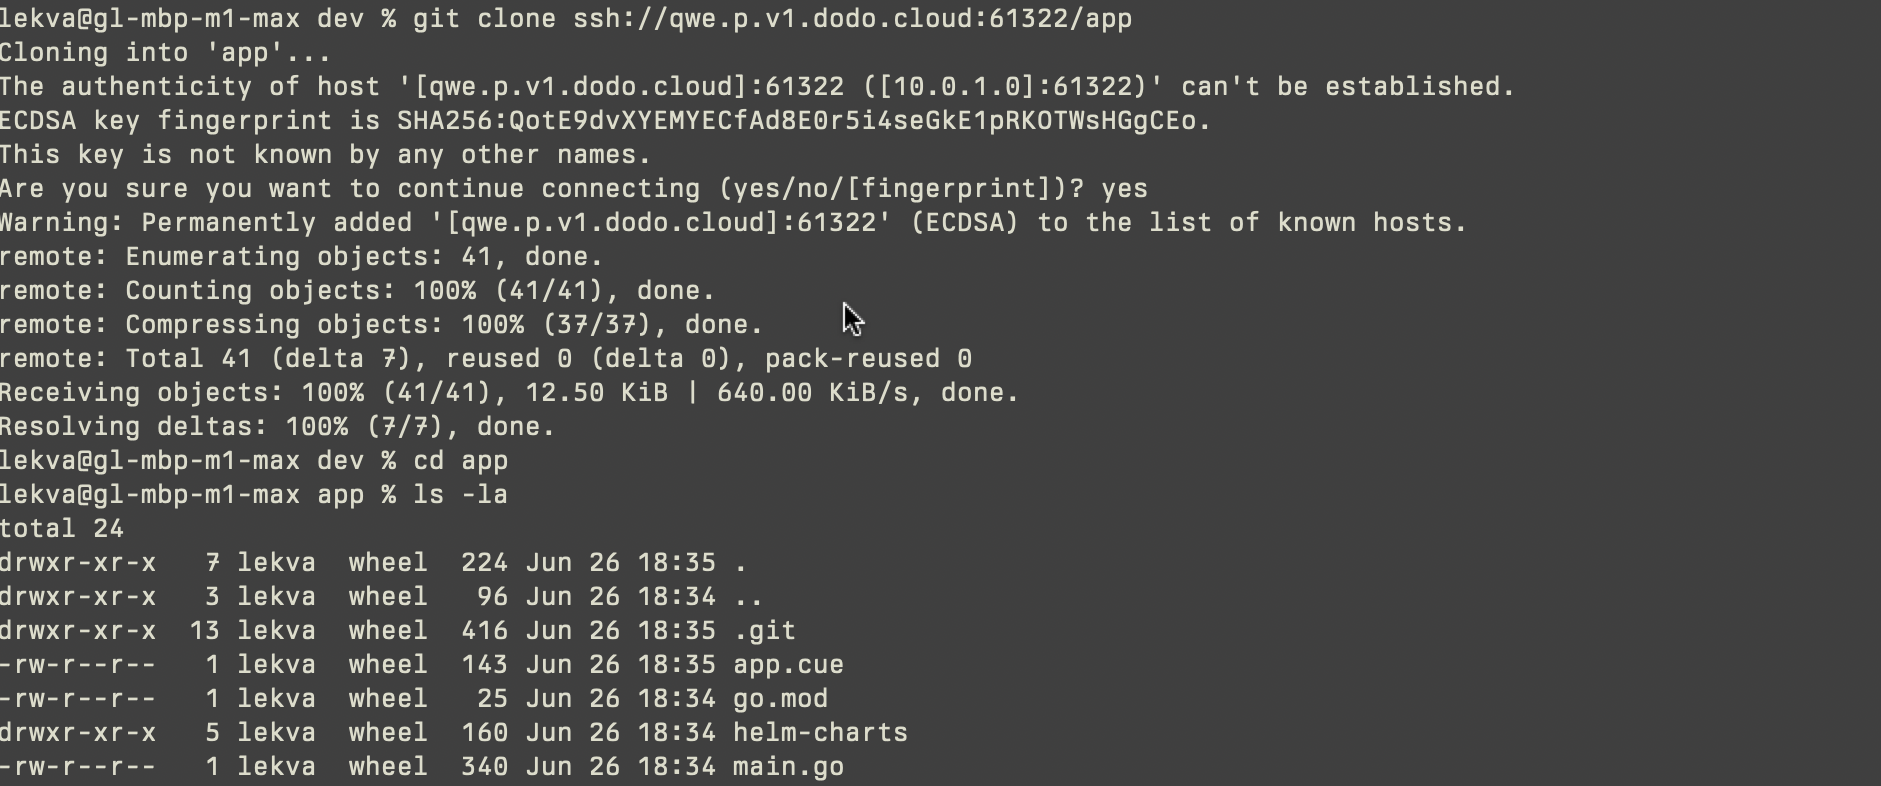 lekva@gl-mbp-m1-max dev % git clone ssh://qwe.p.v1.dodo.cloud:61322/app
Cloning into 'app'...
The authenticity of host '[qwe.p.v1.dodo.cloud]:61322 ([10.0.1.0]:61322)' can't be established.
ECDSA key fingerprint is SHA256:QotE9dvXYEMYECfAd8E0r5i4seGkE1pRKOTWsHGgCEo.
This key is not known by any other names.
Are you sure you want to continue connecting (yes/no/[fingerprint])? yes
Warning: Permanently added '[qwe.p.v1.dodo.cloud]:61322' (ECDSA) to the list of known hosts.
remote: Enumerating objects: 41, done.
remote: Counting objects: 100% (41/41), done.
remote: Compressing objects: 100% (37/37), done.
remote: Total 41 (delta 7), reused 0 (delta 0), pack-reused 0
Receiving objects: 100% (41/41), 12.50 KiB | 640.00 KiB/s, done.
Resolving deltas: 100% (7/7), done.
lekva@gl-mbp-m1-max dev % cd app
lekva@gl-mbp-m1-max app % ls -la
total 24
drwxr-xr-x   7 lekva  wheel  224 Jun 26 18:35 .
drwxr-xr-x   3 lekva  wheel   96 Jun 26 18:34 ..
drwxr-xr-x  13 lekva  wheel  416 Jun 26 18:35 .git
-rw-r--r--   1 lekva  wheel  143 Jun 26 18:35 app.cue
-rw-r--r--   1 lekva  wheel   25 Jun 26 18:34 go.mod
drwxr-xr-x   5 lekva  wheel  160 Jun 26 18:34 helm-charts
-rw-r--r--   1 lekva  wheel  340 Jun 26 18:34 main.go